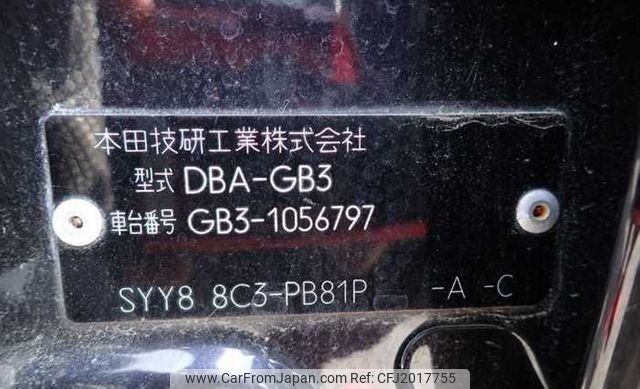 本田技研工業株式会社
型式 DBA-GB3
車台番号 GB3-1056797
SYY8 8C3-PB81P -A -C
www.CarFromJapan.com CFJ2017755